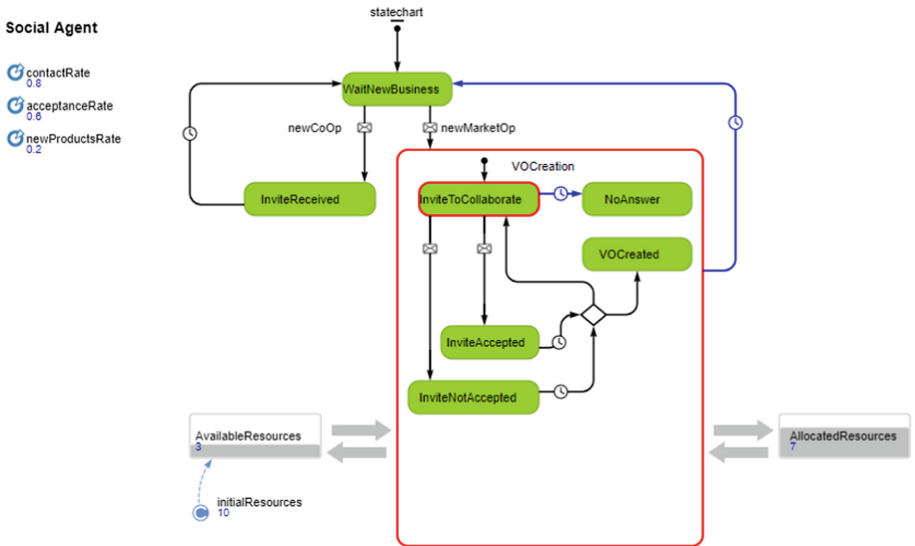 statechart
Social Agent
contactRate
0.8
acceptanceRate
0.6
newProductsRate
0.2
WaitNewBusiness
newCoOp
newMarketOp
VOCreation
InviteReceived
InviteToCollaborate
NoAnswer
VOCreated
InviteAccepted
InviteNotAccepted
AvailableResources
3
AllocatedResources
7
initialResources
10